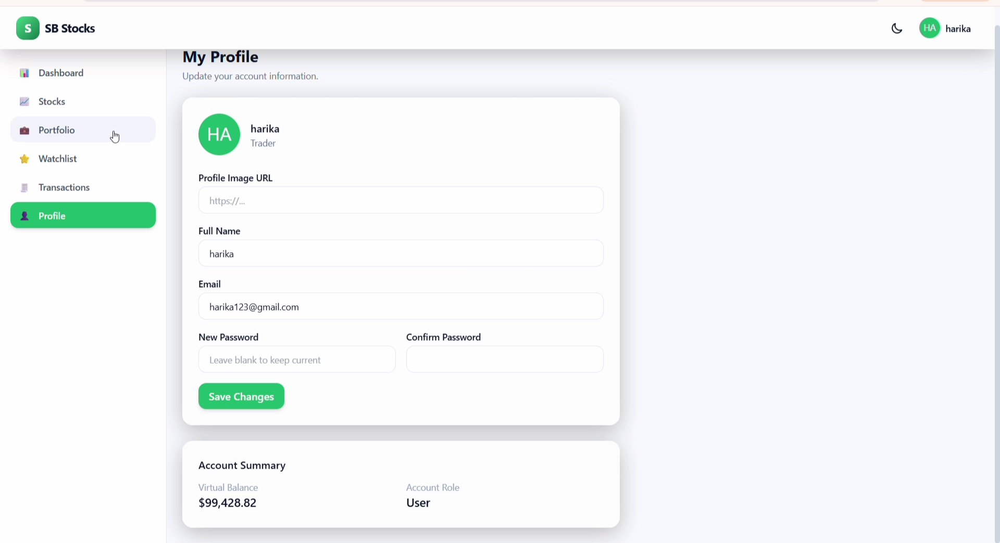 S SB Stocks
HA harika
Dashboard
Stocks
Portfolio
Watchlist
Transactions
Profile
My Profile
Update your account information.
HA
harika
Trader
Profile Image URL
https://...
Full Name
harika
Email
harika123@gmail.com
New Password
Leave blank to keep current
Confirm Password
Save Changes
Account Summary
Virtual Balance
$99,428.82
Account Role
User